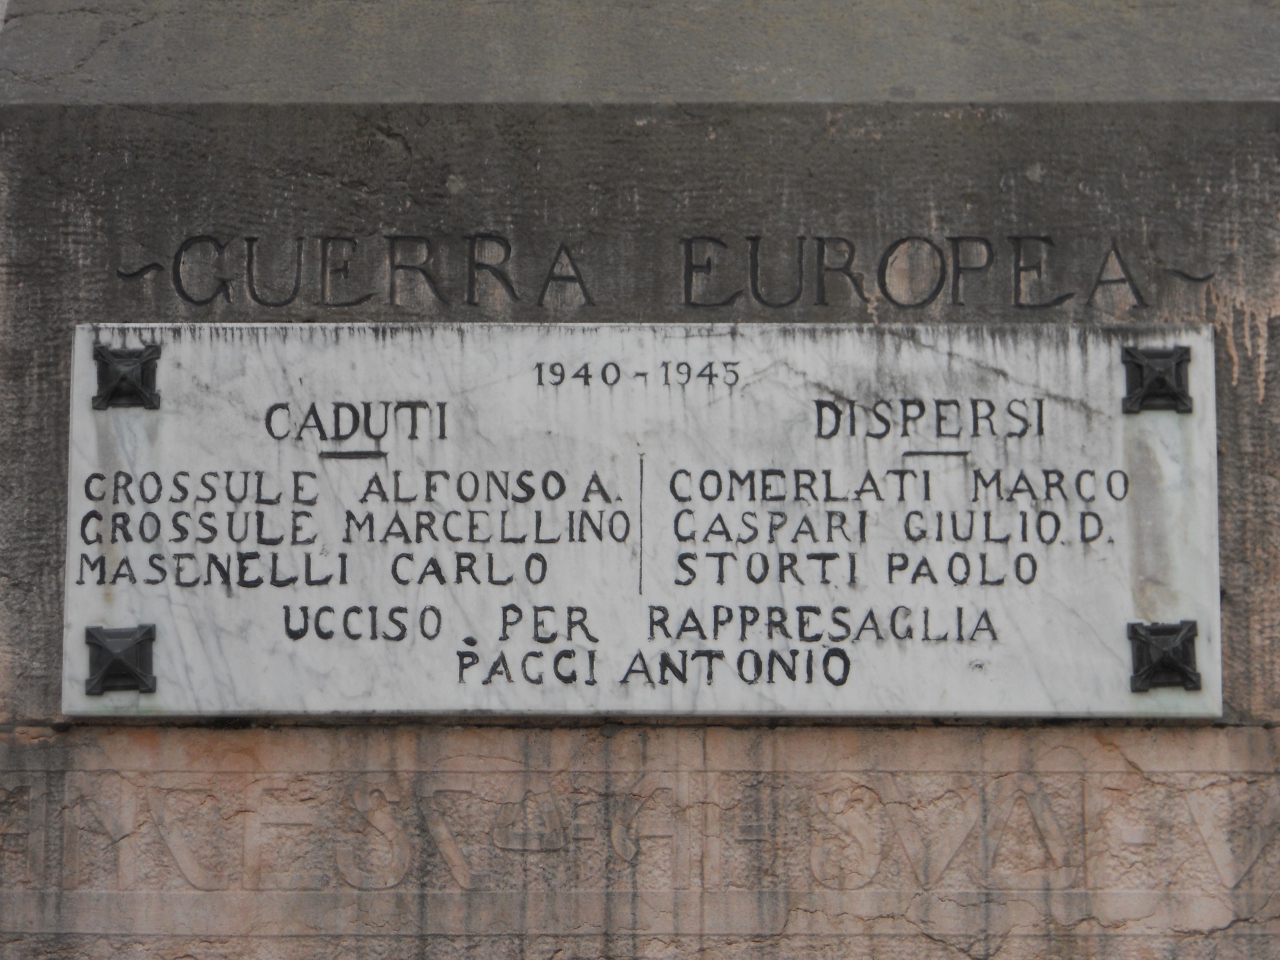 ~GUERRA EUROPEA~
1940-1945
CADUTI
GROSSULE ALFONSO A.
GROSSULE MARCELLINO
MASENELLI CARLO
DISPERSI
COMERLATI MARCO
GASPARI GIULIO.D.
STORTI PAOLO
UCCISO PER RAPPRESAGLIA
PACCI ANTONIO